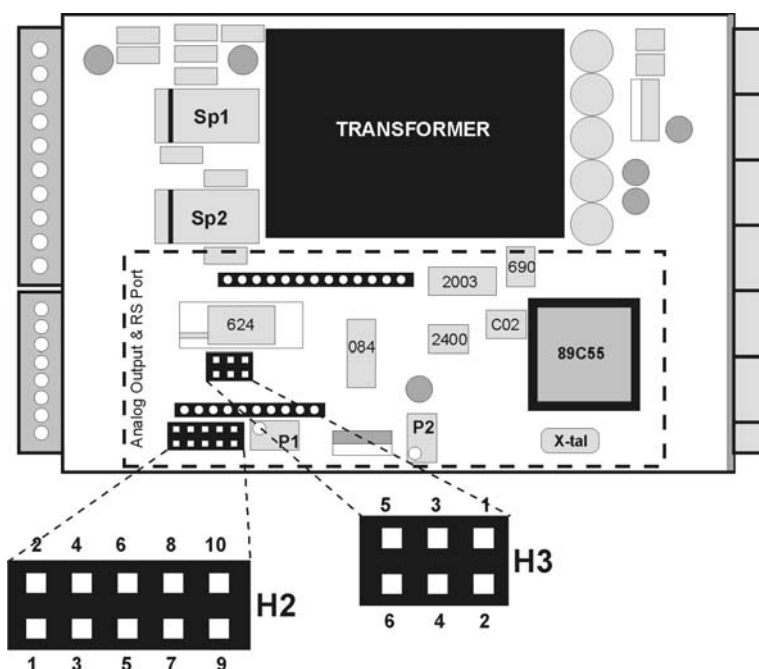 Sp1
TRANSFORMER
Sp2
Analog Output & RS Port
690
2003
624
084
2400
C02
89C55
P1
P2
X-tal
5 3 1
H3
6 4 2
2 4 6 8 10
H2
1 3 5 7 9